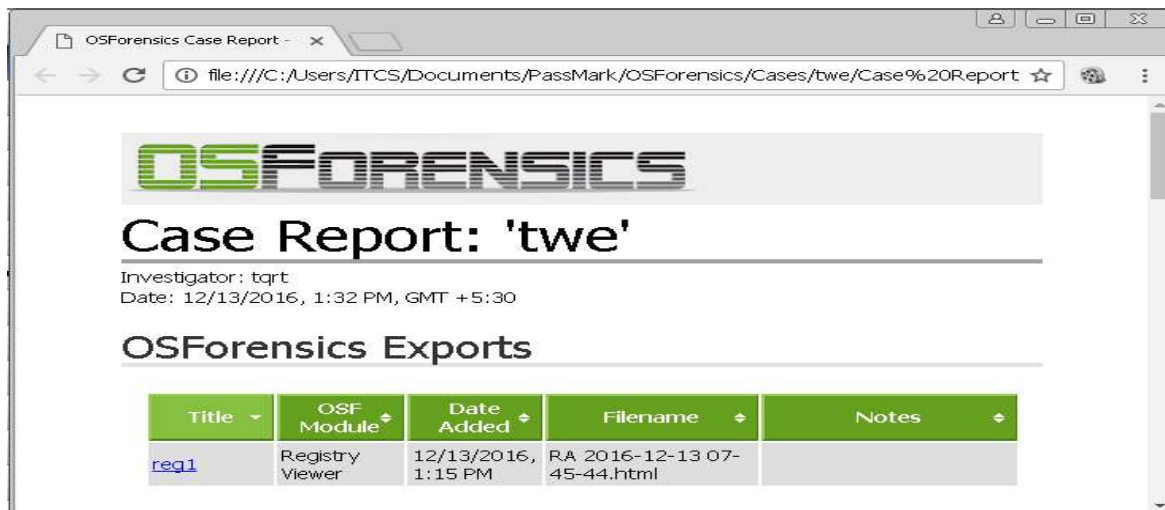 OSForensics Case Report -
file:///C:/Users/ITCS/Documents/PassMark/OSForensics/Cases/twe/Case%20Report
OSFORENSICS
Case Report: 'twe'
Investigator: tqrt
Date: 12/13/2016, 1:32 PM, GMT +5:30
OSForensics Exports
Title OSF Module Date Added Filename Notes
reg1 Registry Viewer 12/13/2016, 1:15 PM RA 2016-12-13 07-45-44.html